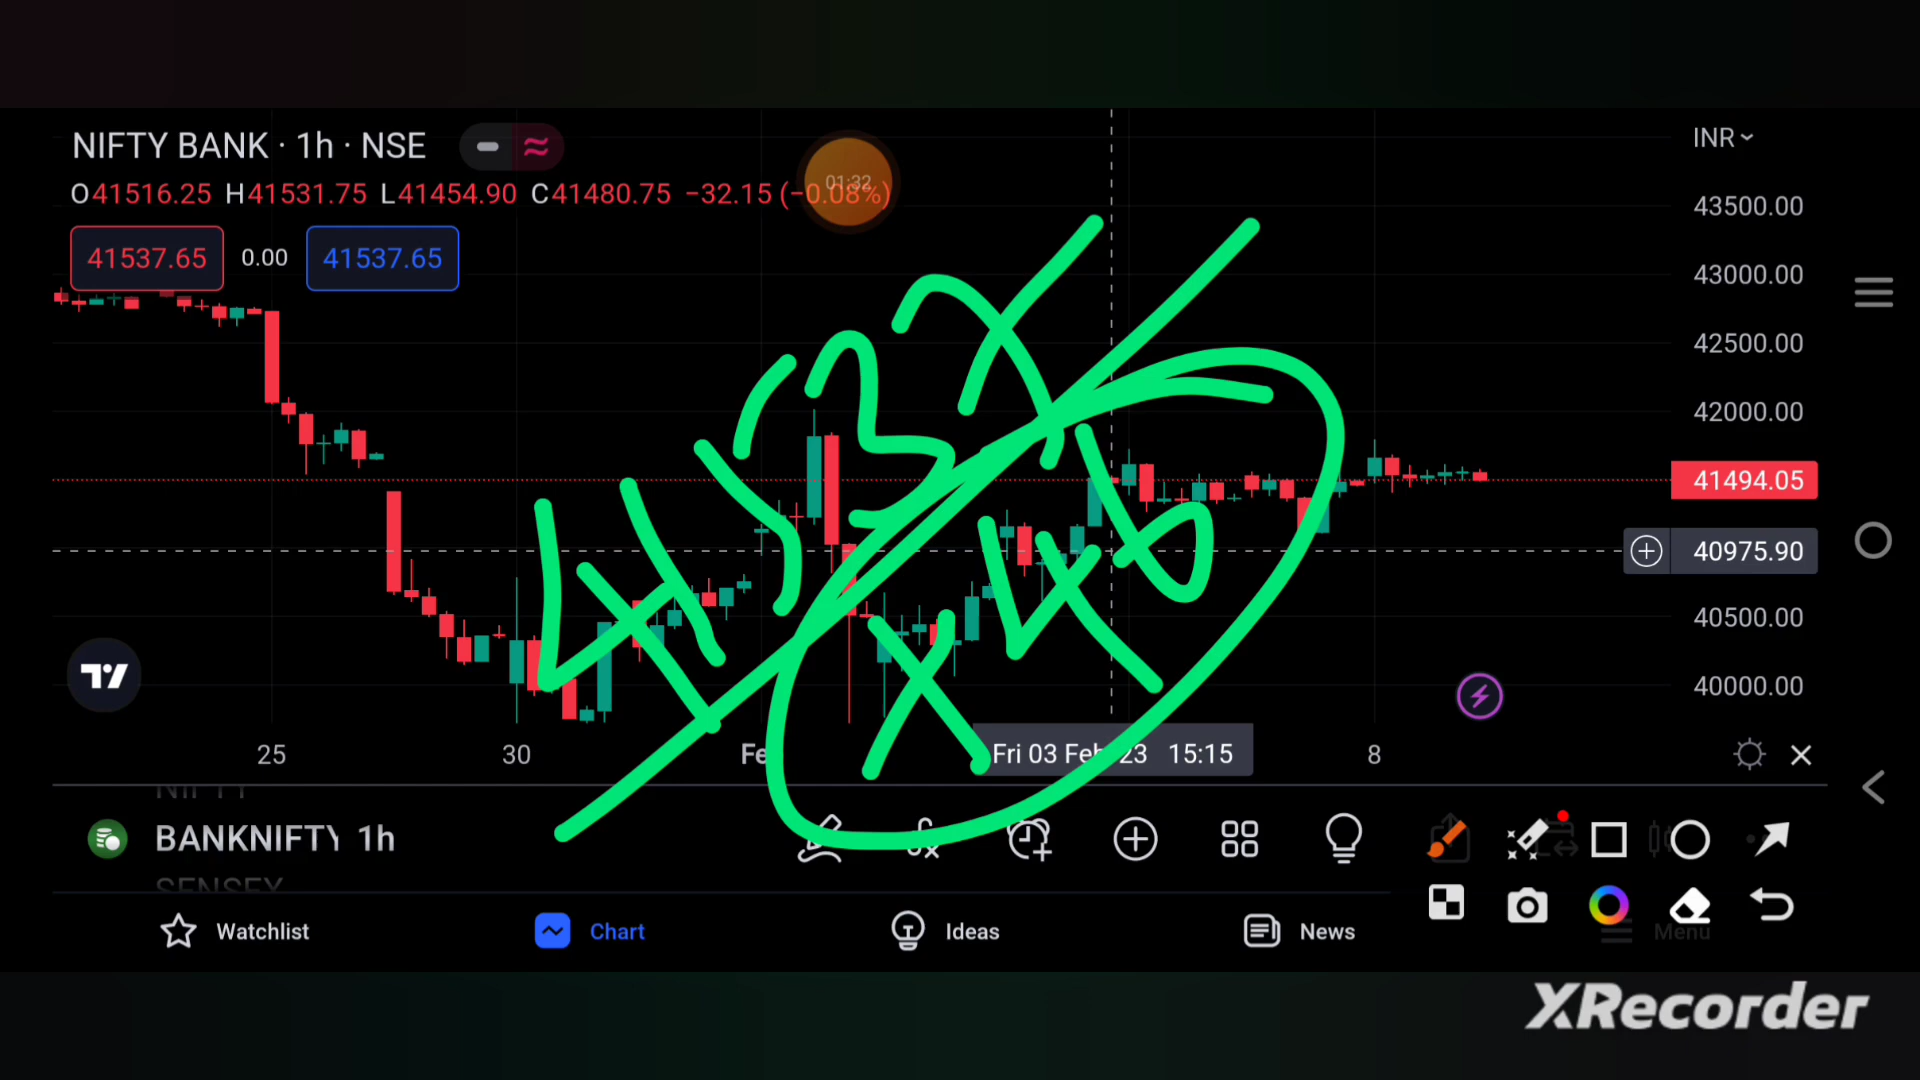 NIFTY BANK · 1h · NSE
O41516.25 H41531.75 L41454.90 C41480.75 −32.15 (−0.08%)
01:32
41537.65 0.00 41537.65
INR
43500.00
43000.00
42500.00
42000.00
41494.05
40975.90
40500.00
40000.00
25 30 Fe Fri 03 Feb '23 15:15 8
NIFTY
BANKNIFTY 1h
SENSEX
Watchlist Chart Ideas News Menu
XRecorder